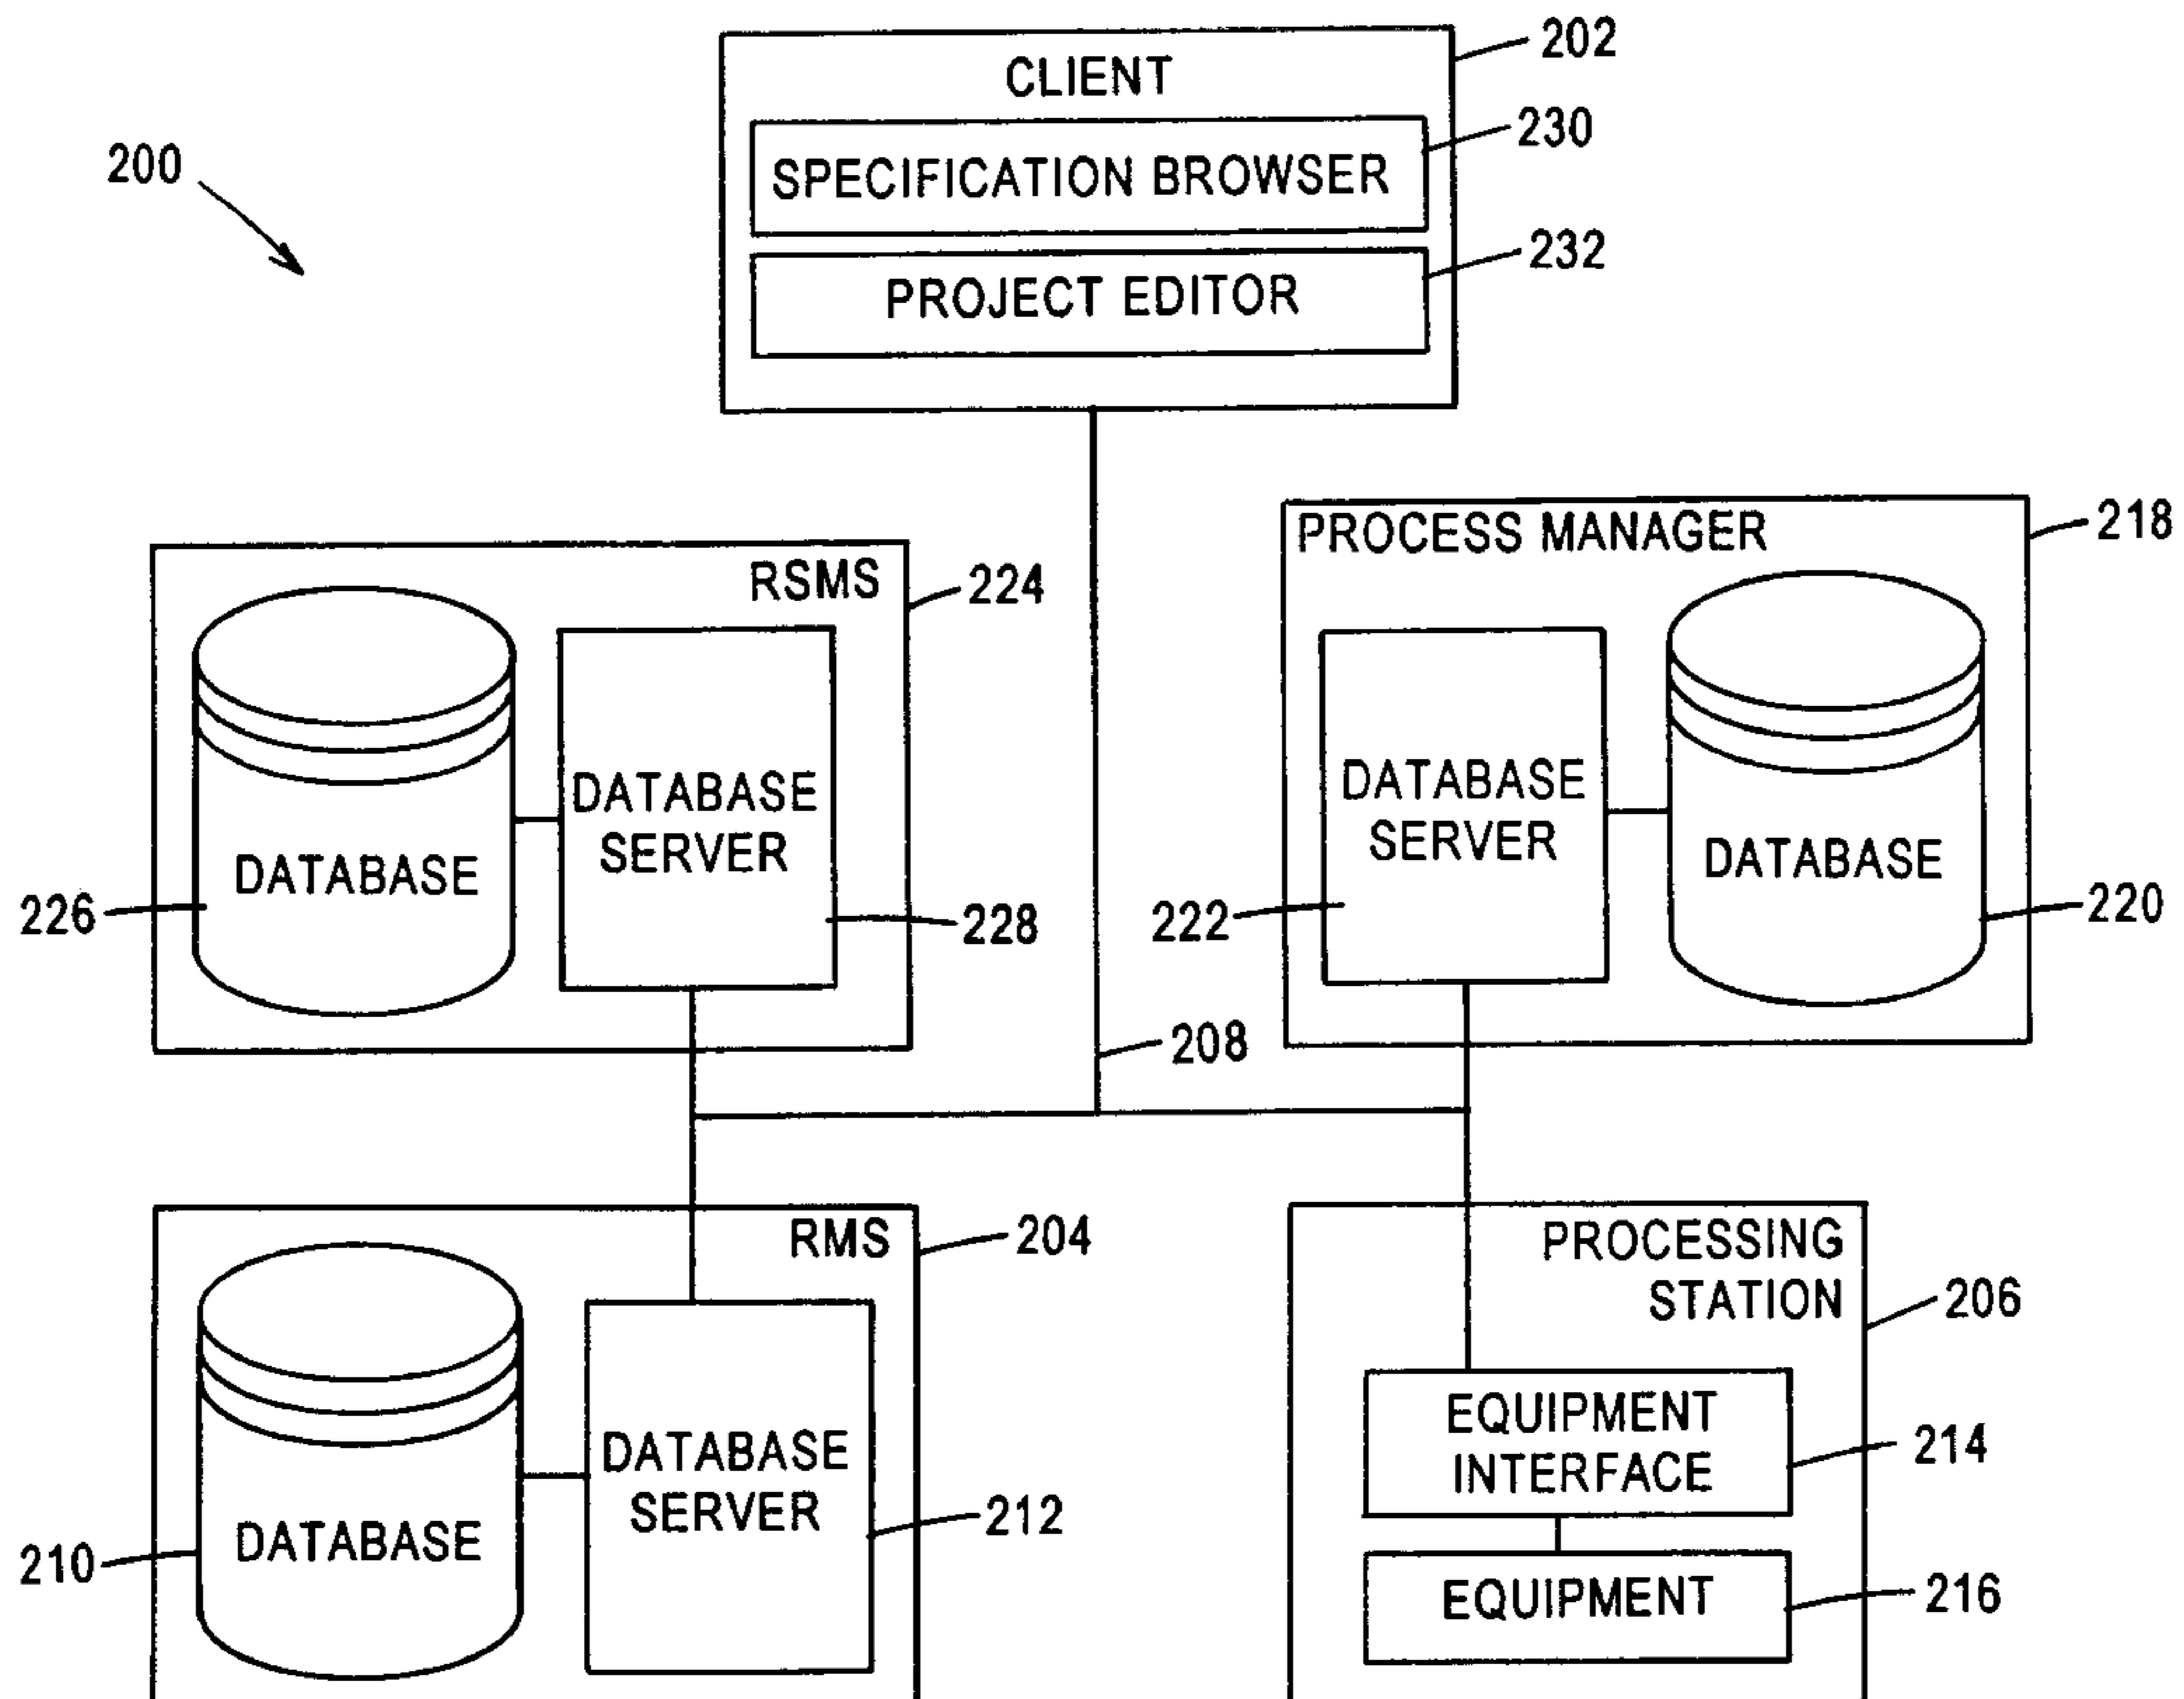 202
CLIENT
230
SPECIFICATION BROWSER
200
232
PROJECT EDITOR
218
PROCESS MANAGER
RSMS
224
DATABASE
SERVER
DATABASE
226
228
DATABASE
SERVER
DATABASE
222
220
208
RMS
204
PROCESSING
STATION
206
EQUIPMENT
INTERFACE
214
DATABASE
SERVER
212
DATABASE
210
EQUIPMENT
216